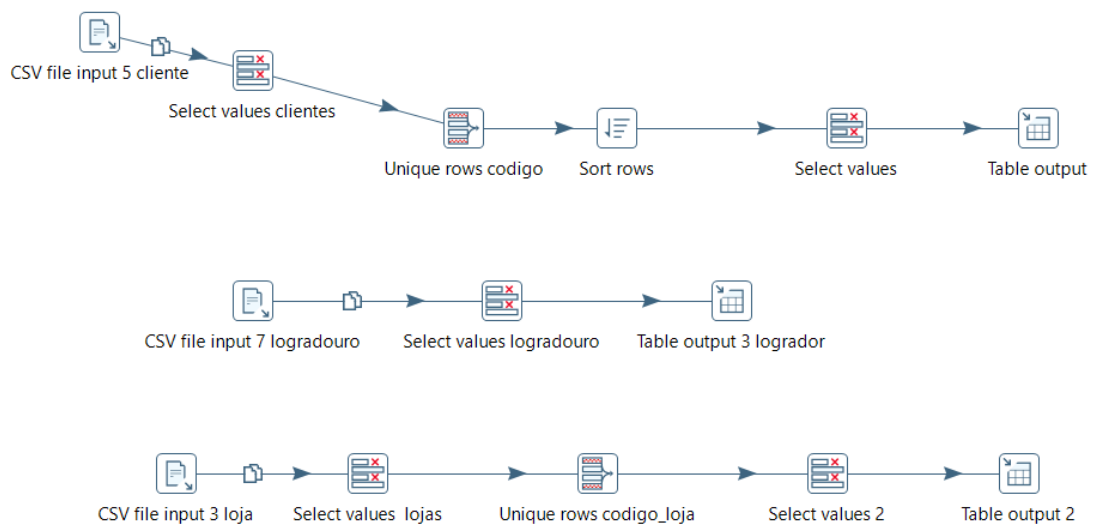 CSV file input 5 cliente
Select values clientes
Unique rows codigo
Sort rows
Select values
Table output
CSV file input 7 logradouro
Select values logradouro
Table output 3 logrador
CSV file input 3 loja
Select values  lojas
Unique rows codigo_loja
Select values 2
Table output 2